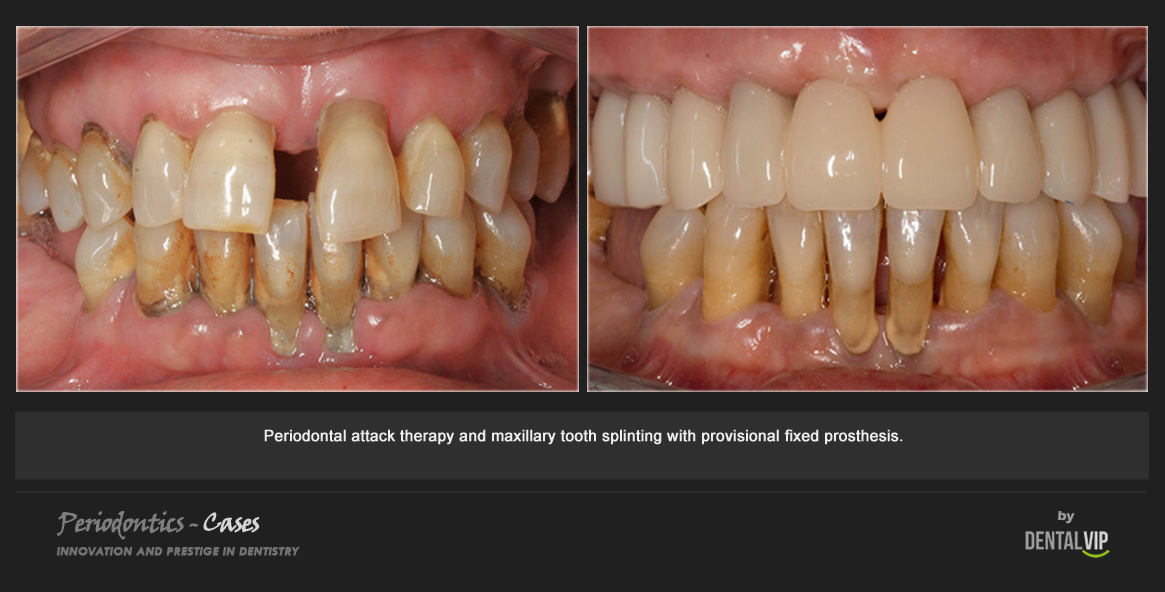 Periodontal attack therapy and maxillary tooth splinting with provisional fixed prosthesis.
Periodontics - Cases
INNOVATION AND PRESTIGE IN DENTISTRY
by
DENTALVIP